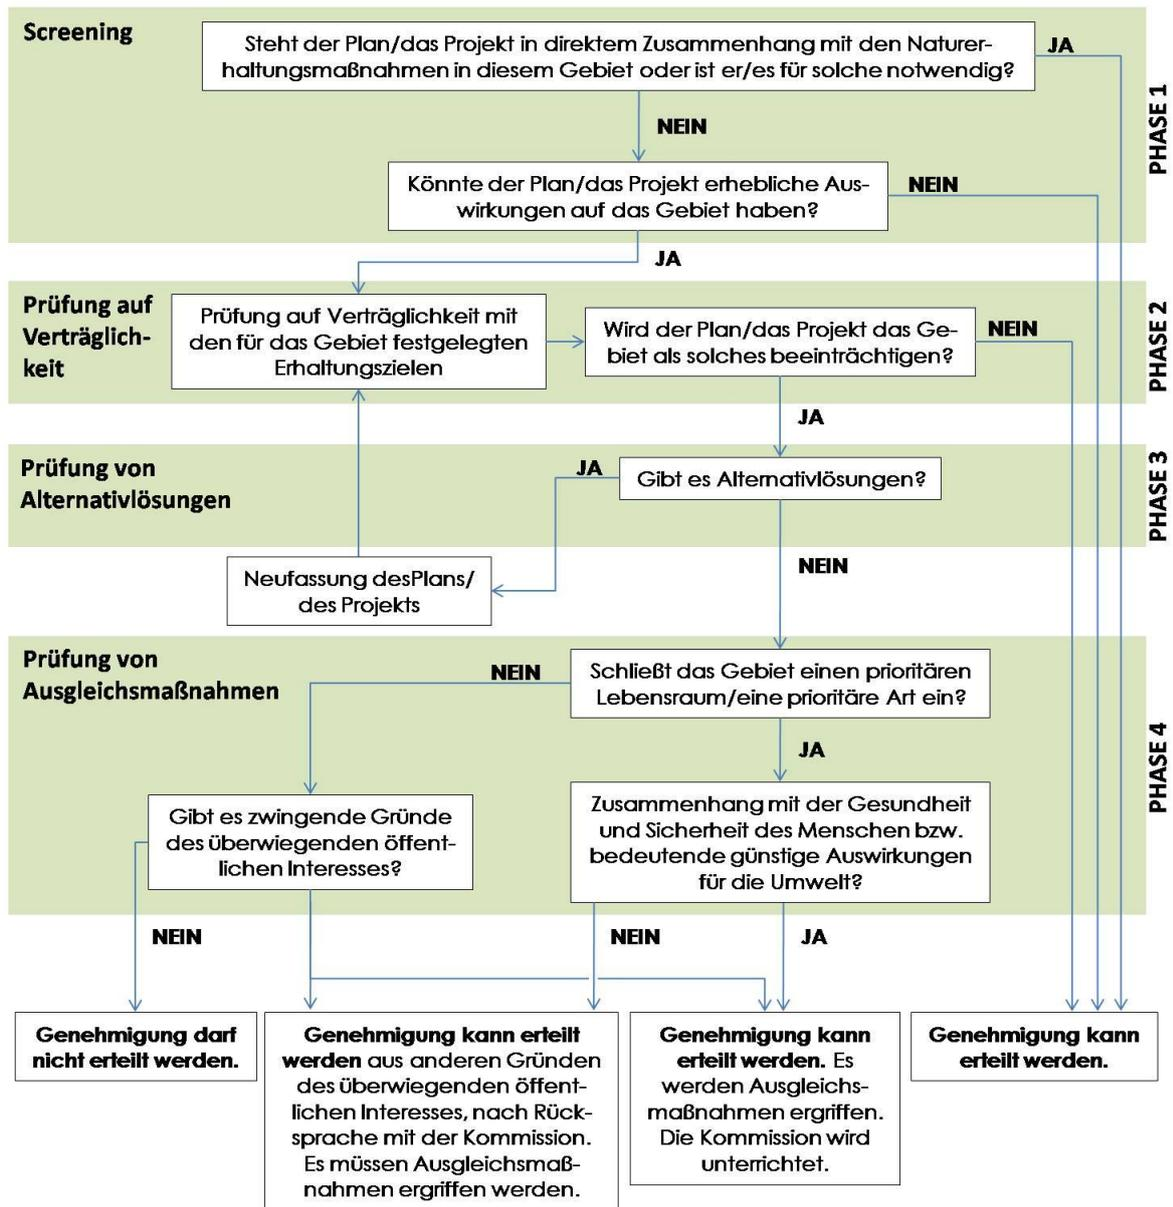 Screening
Steht der Plan/das Projekt in direktem Zusammenhang mit den Naturer-
haltungsmaßnahmen in diesem Gebiet oder ist er/es für solche notwendig?
JA
PHASE 1
NEIN
Könnte der Plan/das Projekt erhebliche Aus-
wirkungen auf das Gebiet haben?
NEIN
JA
Prüfung auf
Verträglich-
keit
Prüfung auf Verträglichkeit mit
den für das Gebiet festgelegten
Erhaltungszielen
Wird der Plan/das Projekt das Ge-
biet als solches beeinträchtigen?
NEIN
PHASE 2
JA
Prüfung von
Alternativlösungen
JA
Gibt es Alternativlösungen?
PHASE 3
NEIN
Neufassung desPlans/
des Projekts
Prüfung von
Ausgleichsmaßnahmen
NEIN
Schließt das Gebiet einen prioritären
Lebensraum/eine prioritäre Art ein?
JA
PHASE 4
Gibt es zwingende Gründe
des überwiegenden öffent-
lichen Interesses?
Zusammenhang mit der Gesundheit
und Sicherheit des Menschen bzw.
bedeutende günstige Auswirkungen
für die Umwelt?
NEIN
NEIN
JA
Genehmigung darf
nicht erteilt werden.
Genehmigung kann erteilt
werden aus anderen Gründen
des überwiegenden öffent-
lichen Interesses, nach Rück-
sprache mit der Kommission.
Es müssen Ausgleichsmaß-
nahmen ergriffen werden.
Genehmigung kann
erteilt werden. Es
werden Ausgleichs-
maßnahmen ergriffen.
Die Kommission wird
unterrichtet.
Genehmigung kann
erteilt werden.